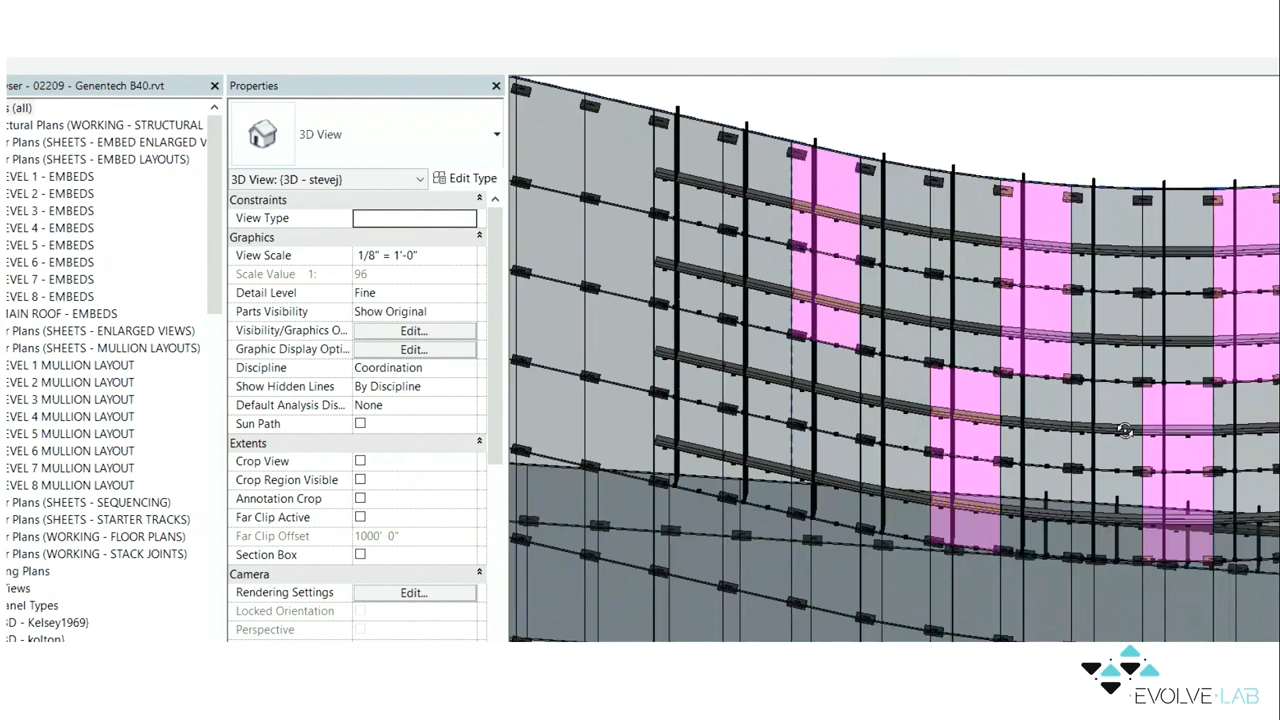 ser - 02209 - Genentech B40.rvt
s (all)
ctural Plans (WORKING - STRUCTURAL
r Plans (SHEETS - EMBED ENLARGED V
r Plans (SHEETS - EMBED LAYOUTS)
EVEL 1 - EMBEDS
EVEL 2 - EMBEDS
EVEL 3 - EMBEDS
EVEL 4 - EMBEDS
EVEL 5 - EMBEDS
EVEL 6 - EMBEDS
EVEL 7 - EMBEDS
EVEL 8 - EMBEDS
IAIN ROOF - EMBEDS
r Plans (SHEETS - ENLARGED VIEWS)
r Plans (SHEETS - MULLION LAYOUTS)
EVEL 1 MULLION LAYOUT
EVEL 2 MULLION LAYOUT
EVEL 3 MULLION LAYOUT
EVEL 4 MULLION LAYOUT
EVEL 5 MULLION LAYOUT
EVEL 6 MULLION LAYOUT
EVEL 7 MULLION LAYOUT
EVEL 8 MULLION LAYOUT
r Plans (SHEETS - SEQUENCING)
r Plans (SHEETS - STARTER TRACKS)
r Plans (WORKING - FLOOR PLANS)
r Plans (WORKING - STACK JOINTS)
ng Plans
iews
anel Types
3D - Kelsey1969}
3D - kolton}
Properties
3D View
3D View: {3D - stevej}
Edit Type
Constraints
View Type
Graphics
View Scale 1/8" = 1'-0"
Scale Value 1: 96
Detail Level Fine
Parts Visibility Show Original
Visibility/Graphics O... Edit...
Graphic Display Opti... Edit...
Discipline Coordination
Show Hidden Lines By Discipline
Default Analysis Dis... None
Sun Path
Extents
Crop View
Crop Region Visible
Annotation Crop
Far Clip Active
Far Clip Offset 1000' 0"
Section Box
Camera
Rendering Settings Edit...
Locked Orientation
Perspective
EVOLVE LAB